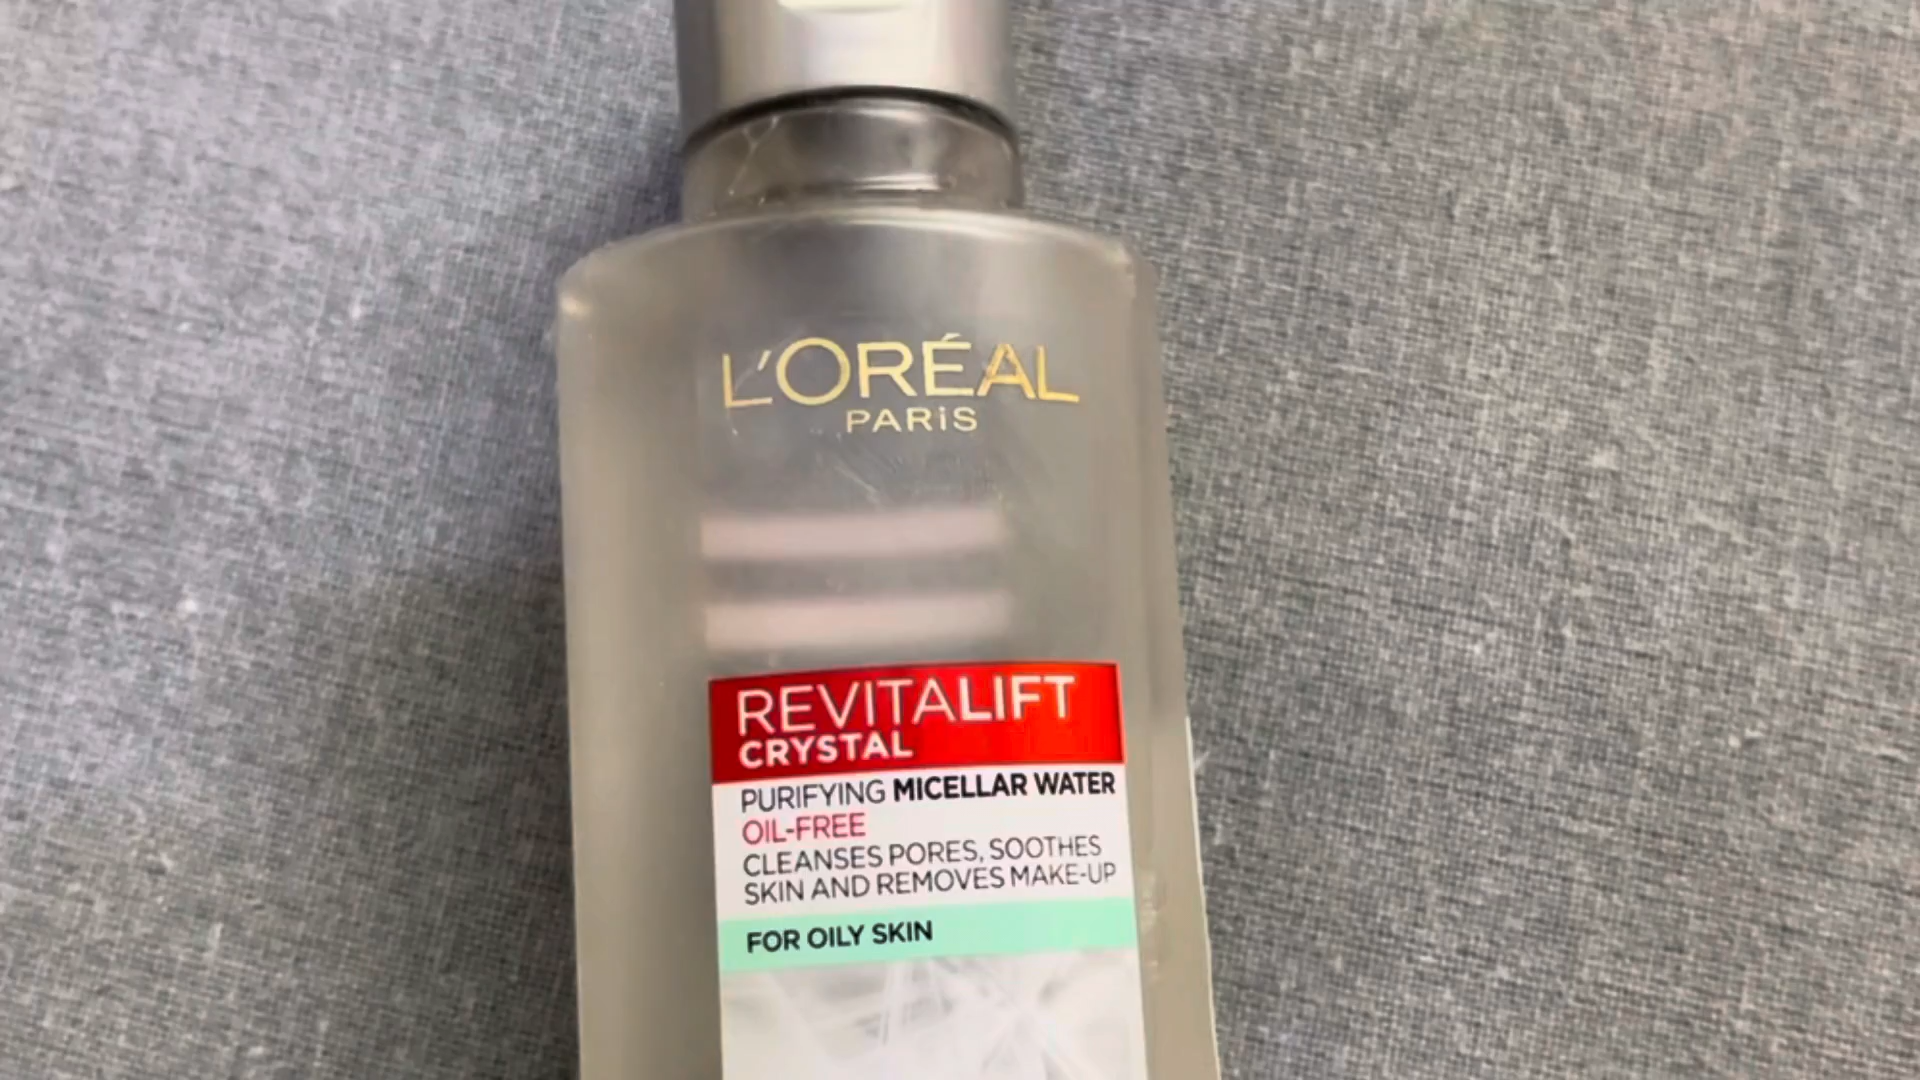 L'ORÉAL
PARiS
REVITALIFT
CRYSTAL
PURIFYING MICELLAR WATER
OIL-FREE
CLEANSES PORES, SOOTHES
SKIN AND REMOVES MAKE-UP
FOR OILY SKIN